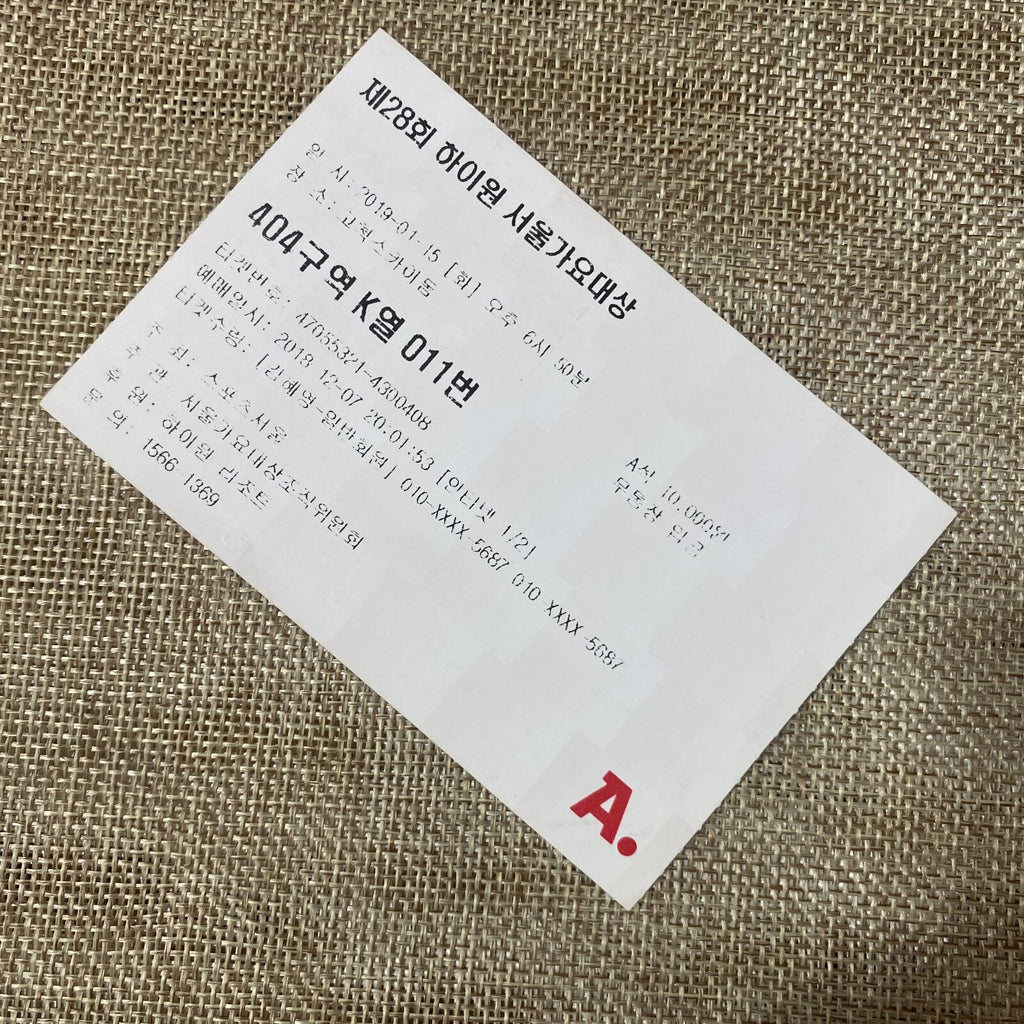 제28회 하이원 서울가요대상
일 시: 2019-01-15 [화] 오후 6시 50분
장 소: 고척스카이돔
404구역 K열 011번
A석 10,000원
무통장 입금
티켓번호: 47055321-4300408
예매일시: 2018-12-07 20:01:53 [인터넷 1/2]
티켓수령: [김혜영-일반회원] 010-XXXX-5687 010-XXXX-5687
주 최: 스포츠서울
주 관: 서울가요대상조직위원회
후 원: 하이원 리조트
문 의: 1566-1369
A.